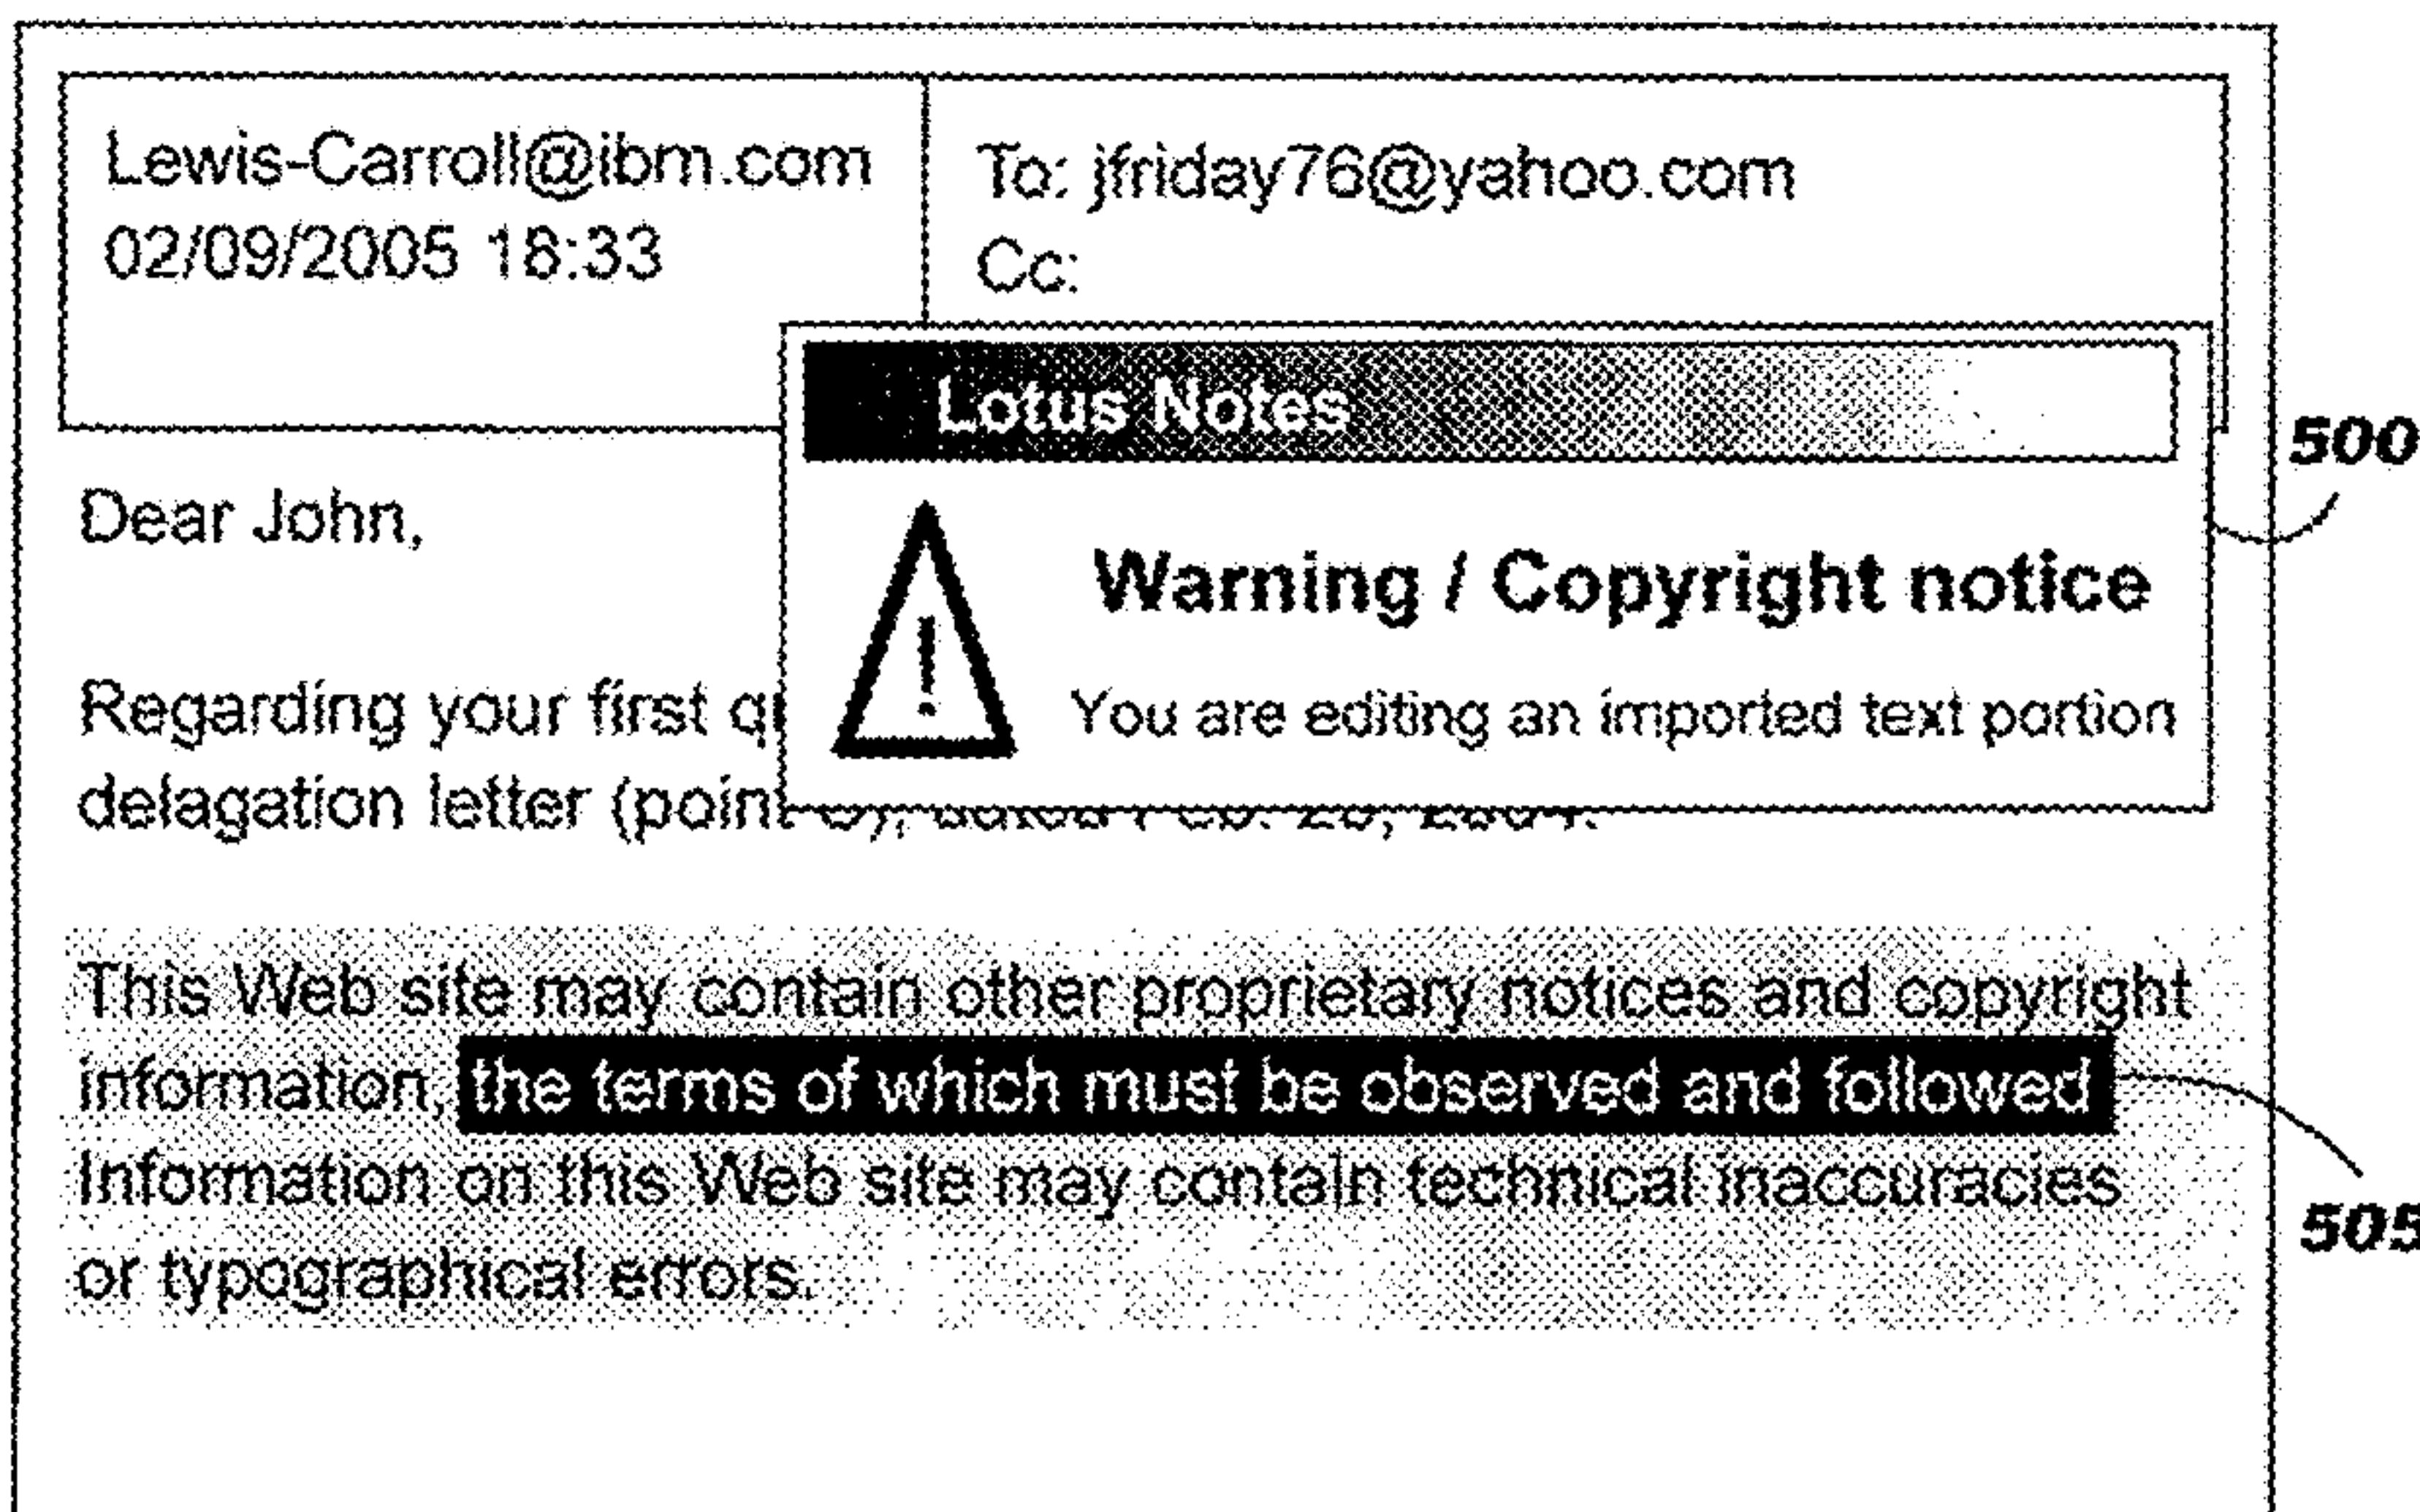 Lewis-Carroll@ibm.com
02/09/2005 18:33
To: jfriday76@yahoo.com
Cc:
Lotus Notes
500
Warning / Copyright notice
You are editing an imported text portion
Dear John,
Regarding your first
delagation letter
This Web site may contain other proprietary notices and copyright
information, the terms of which must be observed and followed
Information on this Web site may contain technical inaccuracies
or typographical errors.
505